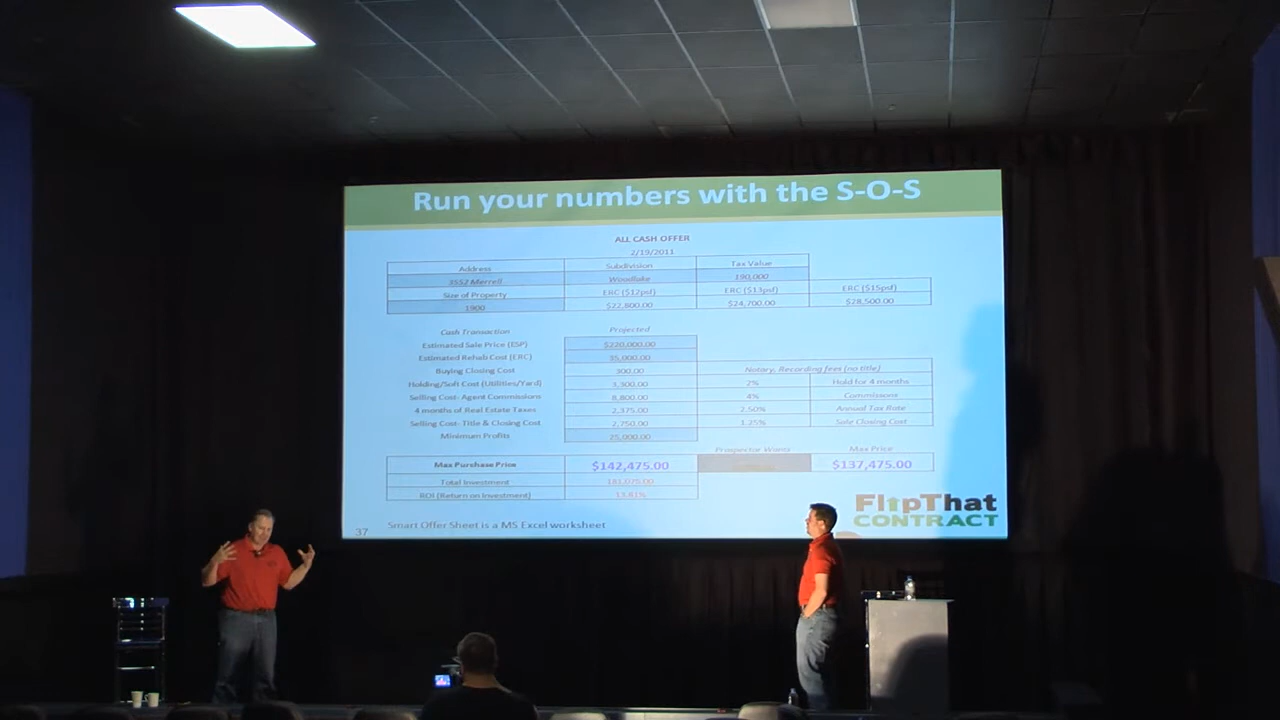 Run your numbers with the S-O-S
ALL CASH OFFER
2/19/2011
Address Subdivision Tax Value
3552 Merrell Woodlake 190,000
Size of Property ERC ($12psf) ERC ($13psf) ERC ($15psf)
1900 $22,800.00 $24,700.00 $28,500.00
Cash Transaction Projected
Estimated Sale Price (ESP) $220,000.00
Estimated Rehab Cost (ERC) 35,000.00
Buying Closing Cost 300.00 Notary, Recording fees (no title)
Holding/Soft Cost (Utilities/Yard) 3,300.00 2% Hold for 4 months
Selling Cost- Agent Commissions 8,800.00 4% Commissions
4 months of Real Estate Taxes 2,375.00 2.50% Annual Tax Rate
Selling Cost- Title & Closing Cost 2,750.00 1.25% Sale Closing Cost
Minimum Profits 25,000.00
Prospector Wants Max Price
Max Purchase Price $142,475.00 $137,475.00
Total Investment 181,075.00
ROI (Return on Investment) 13.81%
FlipThat
CONTRACT
37 Smart Offer Sheet is a MS Excel worksheet